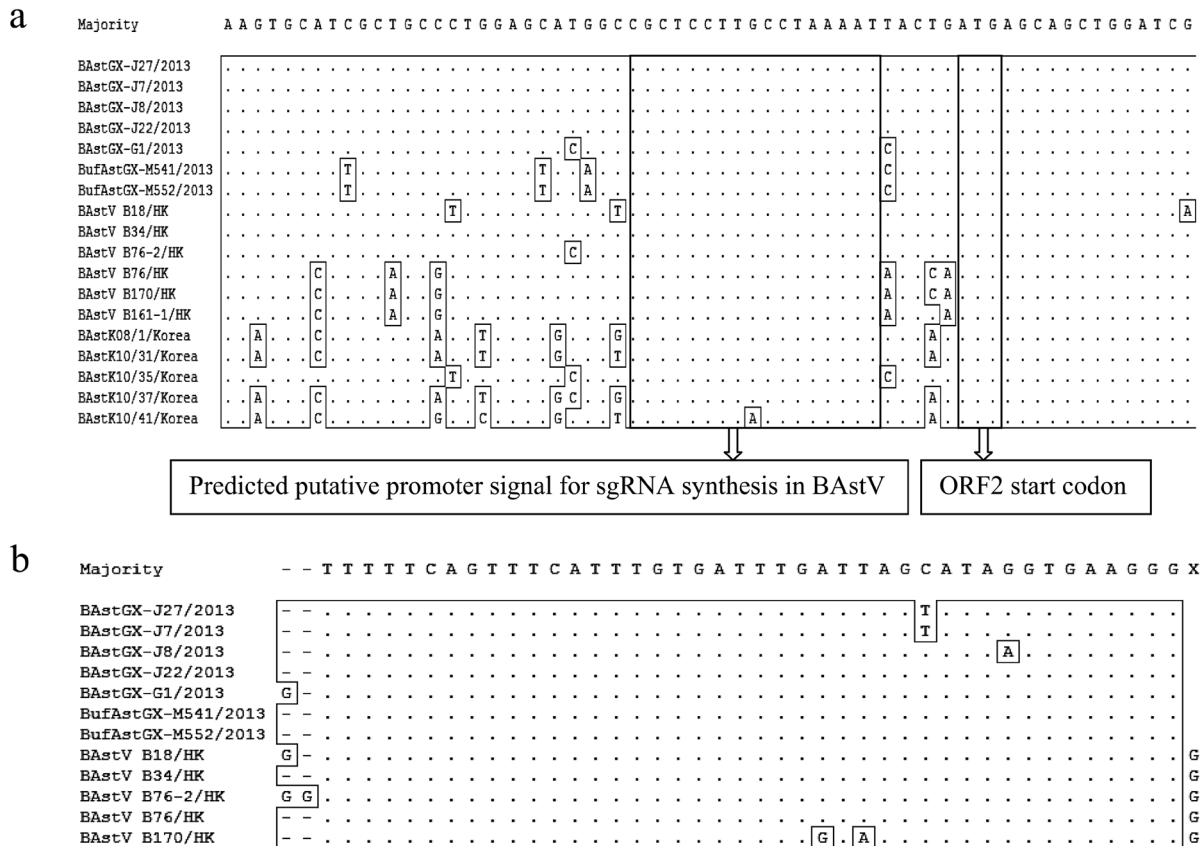 a
Majority A A G T G C A T C G C T G C C C T G G A G C A T G G C C G C T C C T T G C C T A A A A T T A C T G A T G A G C A G C T G G A T C G
BAstGX-J27/2013 . . . . . . . . . . . . . . . . . . . . . . . . . . . . . . . . . . . . . . . . . . . . . . . . . . . . . . . . . . . . . . . . .
BAstGX-J7/2013 . . . . . . . . . . . . . . . . . . . . . . . . . . . . . . . . . . . . . . . . . . . . . . . . . . . . . . . . . . . . . . . . .
BAstGX-J8/2013 . . . . . . . . . . . . . . . . . . . . . . . . . . . . . . . . . . . . . . . . . . . . . . . . . . . . . . . . . . . . . . . . .
BAstGX-J22/2013 . . . . . . . . . . . . . . . . . . . . . . . . . . . . . . . . . . . . . . . . . . . . . . . . . . . . . . . . . . . . . . . . .
BAstGX-G1/2013 . . . . . . . . . . . . . . . . . . . . . . . C . . . . . . . . . . . . . . . . . . . . C . . . . . . . . . . . . . . . . . . . .
BufAstGX-M541/2013 . . . . . . . . T . . . . . . . . . . . . T . . A . . . . . . . . . . . . . . . . . . . C . . . . . . . . . . . . . . . . . . . .
BufAstGX-M552/2013 . . . . . . . . T . . . . . . . . . . . . T . . A . . . . . . . . . . . . . . . . . . . C . . . . . . . . . . . . . . . . . . . .
BAstV B18/HK . . . . . . . . . . . . . . . T . . . . . . . . . . T . . . . . . . . . . . . . . . . . . . . . . . . . . . . . . . . . . . . . A
BAstV B34/HK . . . . . . . . . . . . . . . . . . . . . . . . . . . . . . . . . . . . . . . . . . . . . . . . . . . . . . . . . . . . . . . . .
BAstV B76-2/HK . . . . . . . . . . . . . . . . . . . . . . . C . . . . . . . . . . . . . . . . . . . . . . . . . . . . . . . . . . . . . . . . .
BAstV B76/HK . . . . . . C . . . . A . . G . . . . . . . . . . . . . . . . . . . . . . . . . . . . . A . . C A . . . . . . . . . . . . . . . .
BAstV B170/HK . . . . . . C . . . . A . . G . . . . . . . . . . . . . . . . . . . . . . . . . . . . . A . . C A . . . . . . . . . . . . . . . .
BAstV B161-1/HK . . . . . . C . . . . A . . G . . . . . . . . . . . . . . . . . . . . . . . . . . . . . A . . . A . . . . . . . . . . . . . . . .
BAstK08/1/Korea . . A . . . C . . . . . . . A . . T . . . . G . . . G . . . . . . . . . . . . . . . . . . . . A . . . . . . . . . . . . . . . . .
BAstK10/31/Korea . . A . . . C . . . . . . . A . . T . . . . G . . . T . . . . . . . . . . . . . . . . . . . . A . . . . . . . . . . . . . . . . .
BAstK10/35/Korea . . . . . . . . . . . . . . . T . . . . . . . C . . . . . . . . . . . . . . . . . . . . C . . . . . . . . . . . . . . . . . . . .
BAstK10/37/Korea . . A . . . C . . . . . . . A . . T . . . . G C . . G . . . . . . . . . . . . . . . . . . . . A . . . . . . . . . . . . . . . . .
BAstK10/41/Korea . . A . . . C . . . . . . . G . . C . . . . G . . . T . . . . . . . . A . . . . . . . . . . . A . . . . . . . . . . . . . . . . .
Predicted putative promoter signal for sgRNA synthesis in BAstV
ORF2 start codon
b
Majority - - T T T T T C A G T T T C A T T T G T G A T T T G A T T A G C A T A G G T G A A G G G X
BAstGX-J27/2013 - - . . . . . . . . . . . . . . . . . . . . . . . . . . . . . T . . . . . . . . . . . .
BAstGX-J7/2013 - - . . . . . . . . . . . . . . . . . . . . . . . . . . . . . T . . . . . . . . . . . .
BAstGX-J8/2013 - - . . . . . . . . . . . . . . . . . . . . . . . . . . . . . . . . . A . . . . . . . .
BAstGX-J22/2013 - - . . . . . . . . . . . . . . . . . . . . . . . . . . . . . . . . . . . . . . . . . .
BAstGX-G1/2013 G - . . . . . . . . . . . . . . . . . . . . . . . . . . . . . . . . . . . . . . . . . .
BufAstGX-M541/2013 - - . . . . . . . . . . . . . . . . . . . . . . . . . . . . . . . . . . . . . . . . . .
BufAstGX-M552/2013 - - . . . . . . . . . . . . . . . . . . . . . . . . . . . . . . . . . . . . . . . . . .
BAstV B18/HK G - . . . . . . . . . . . . . . . . . . . . . . . . . . . . . . . . . . . . . . . . . . G
BAstV B34/HK - - . . . . . . . . . . . . . . . . . . . . . . . . . . . . . . . . . . . . . . . . . . G
BAstV B76-2/HK G G . . . . . . . . . . . . . . . . . . . . . . . . . . . . . . . . . . . . . . . . . . G
BAstV B76/HK - - . . . . . . . . . . . . . . . . . . . . . . . . . . . . . . . . . . . . . . . . . . G
BAstV B170/HK - - . . . . . . . . . . . . . . . . . . . . . . . . G . A . . . . . . . . . . . . . . . G